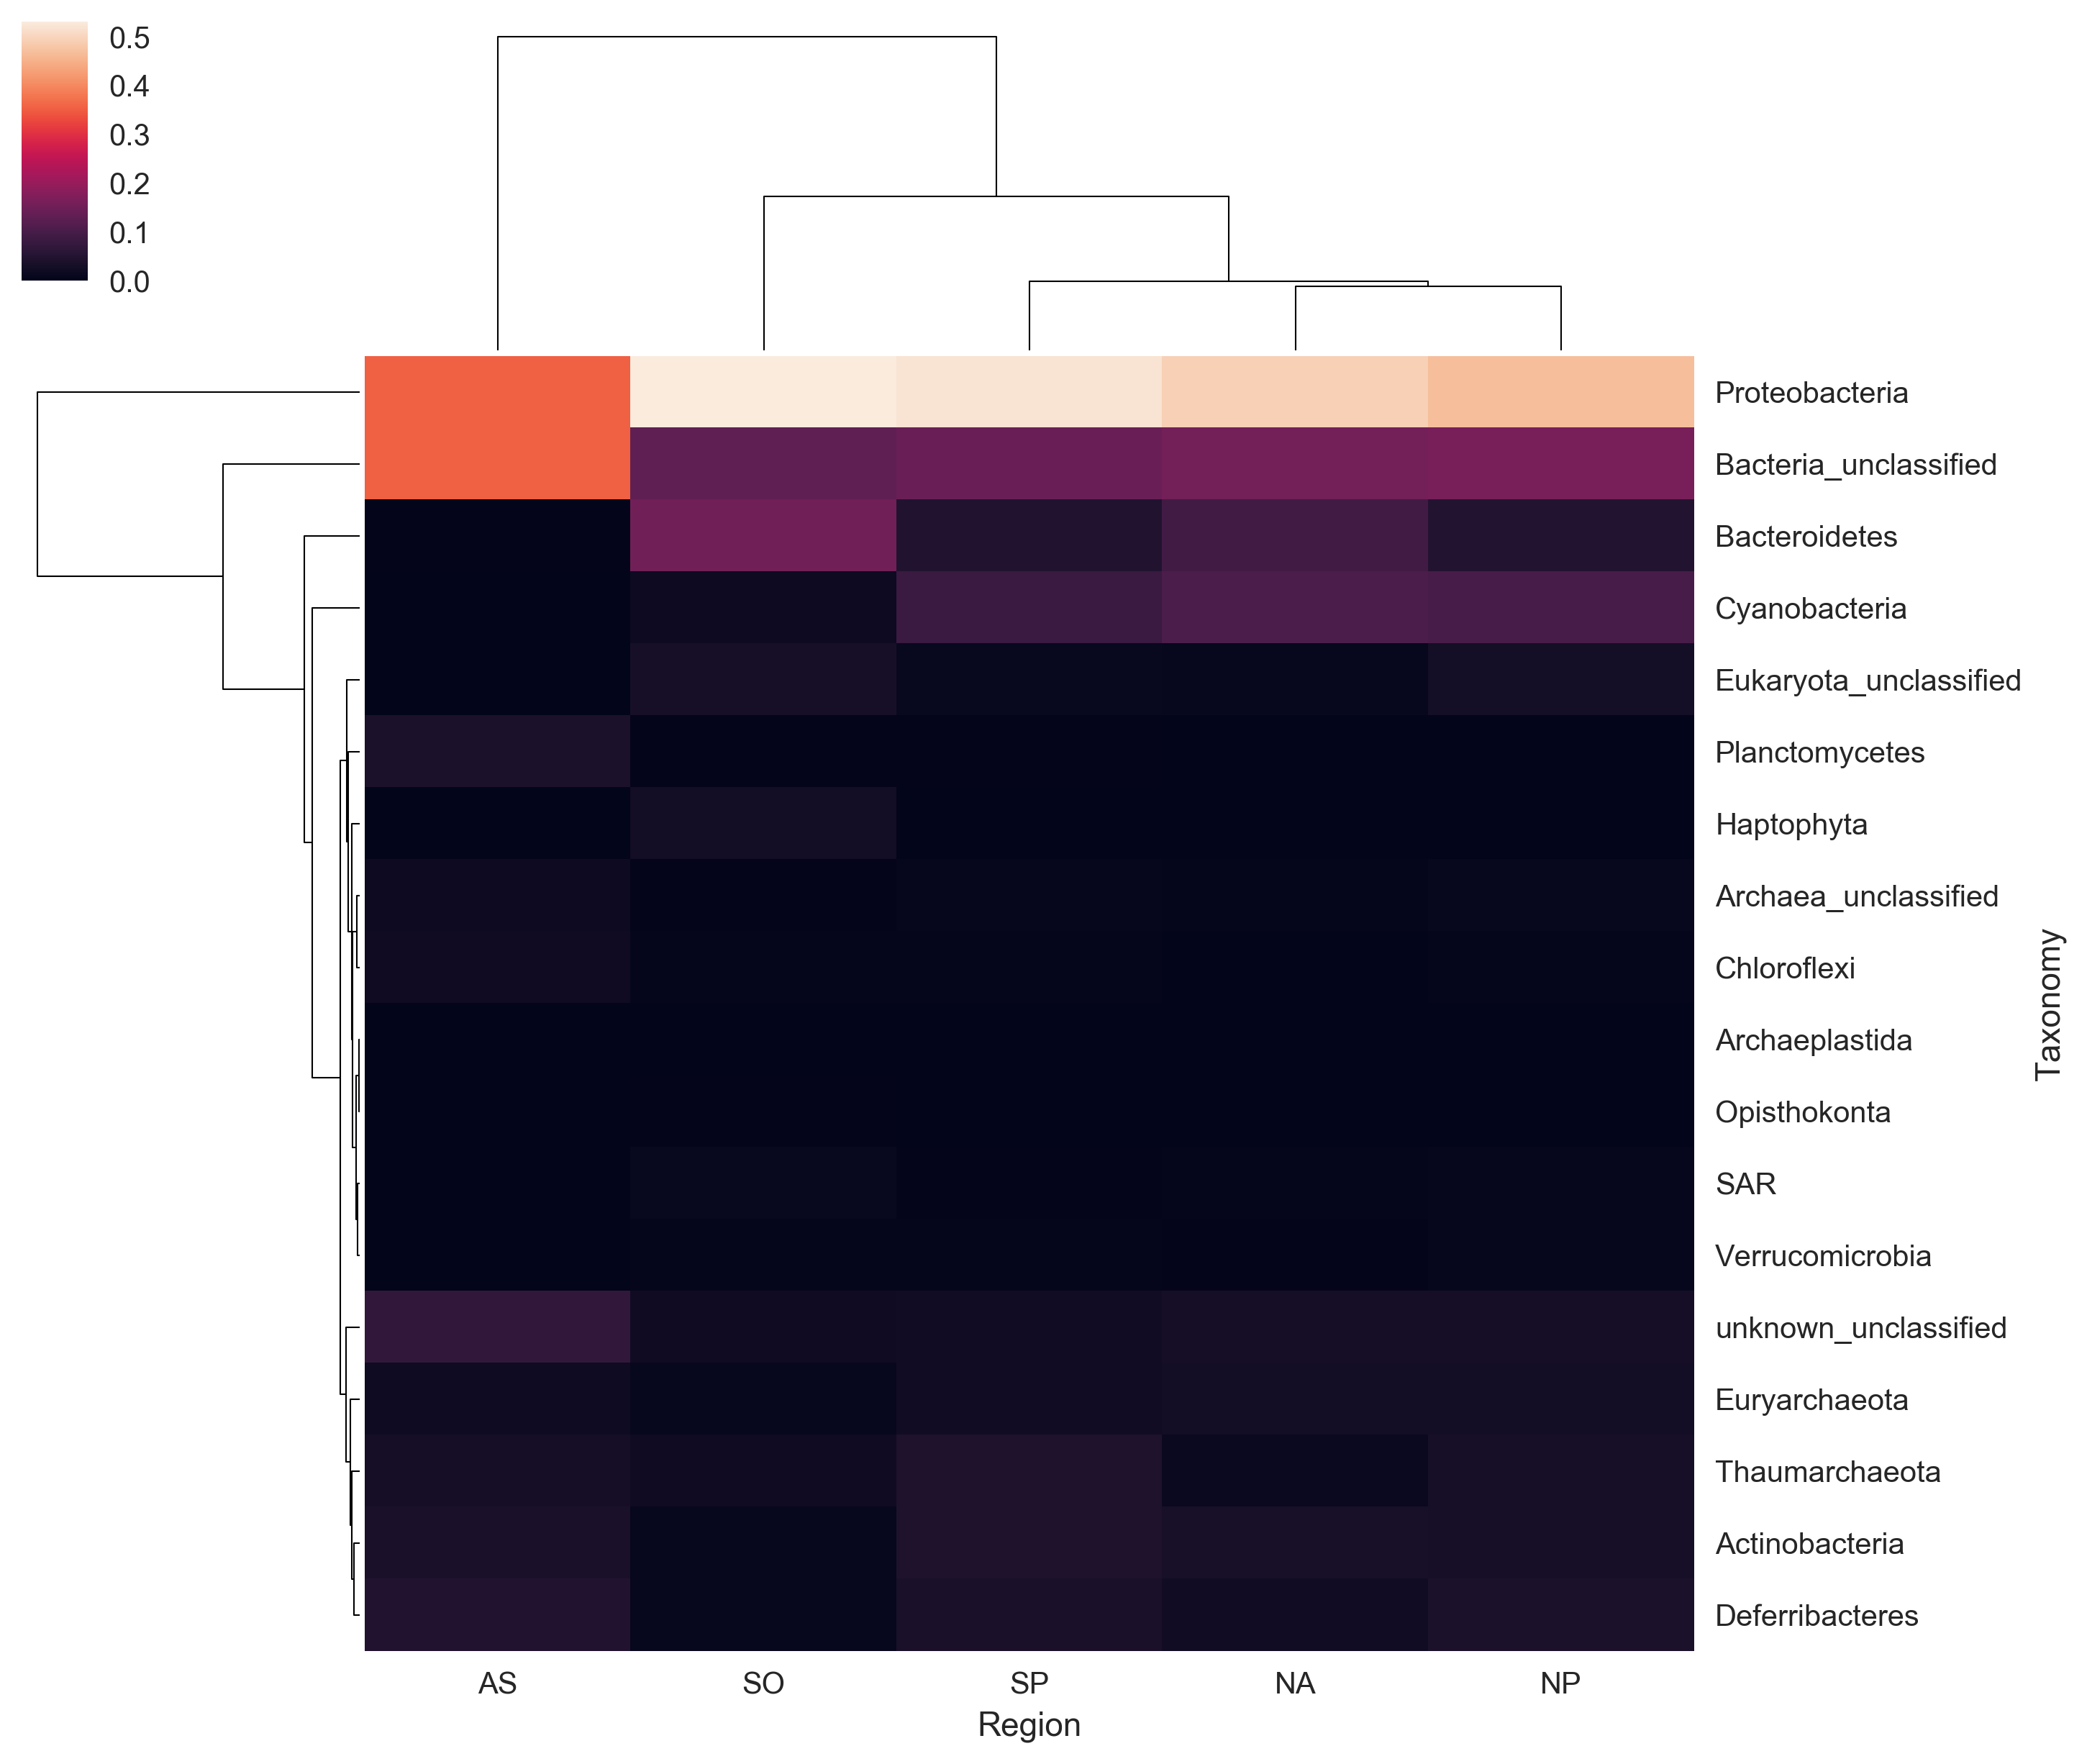 0.5
0.4
0.3
0.2
0.1
0.0
Proteobacteria
Bacteria_unclassified
Bacteroidetes
Cyanobacteria
Eukaryota_unclassified
Planctomycetes
Haptophyta
Archaea_unclassified
Chloroflexi
Archaeplastida
Opisthokonta
SAR
Verrucomicrobia
unknown_unclassified
Euryarchaeota
Thaumarchaeota
Actinobacteria
Deferribacteres
Taxonomy
AS SO SP NA NP
Region